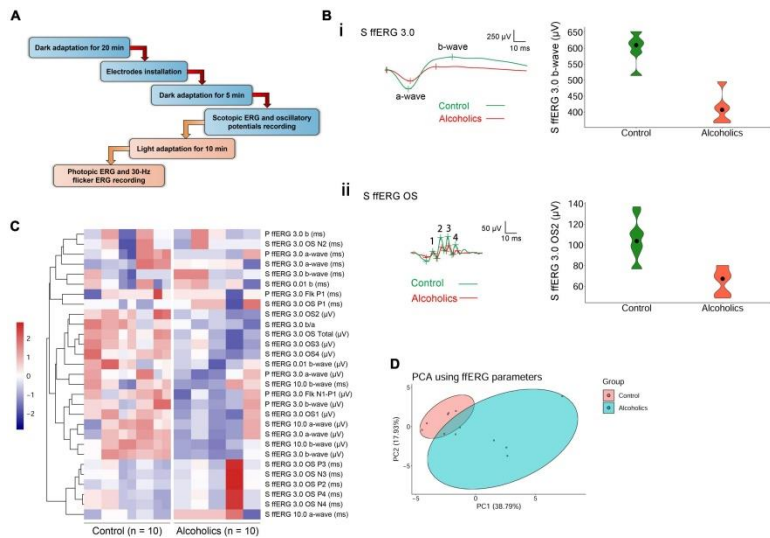 A
Dark adaptation for 20 min
Electrodes installation
Dark adaptation for 5 min
Scotopic ERG and oscillatory
potentials recording
Light adaptation for 10 min
Photopic ERG and 30-Hz
flicker ERG recording
B
i
S ffERG 3.0
b-wave
250 µV
10 ms
a-wave
Control
Alcoholics
S ffERG 3.0 b-wave (µV)
650
600
550
500
450
400
Control
Alcoholics
ii
S ffERG OS
1
2
3
4
50 µV
10 ms
Control
Alcoholics
S ffERG 3.0 OS2 (µV)
140
120
100
80
60
Control
Alcoholics
C
2
1
0
-1
-2
P ffERG 3.0 b (ms)
S ffERG 3.0 OS N2 (ms)
P ffERG 3.0 a-wave (ms)
S ffERG 3.0 a-wave (ms)
S ffERG 3.0 b-wave (ms)
S ffERG 0.01 b (ms)
P ffERG 3.0 Flk P1 (ms)
S ffERG 3.0 OS P1 (ms)
S ffERG 3.0 OS2 (µV)
S ffERG 3.0 b/a
S ffERG 3.0 OS Total (µV)
S ffERG 3.0 OS3 (µV)
S ffERG 3.0 OS4 (µV)
S ffERG 0.01 b-wave (µV)
P ffERG 3.0 a-wave (µV)
S ffERG 10.0 b-wave (ms)
P ffERG 3.0 Flk N1-P1 (µV)
P ffERG 3.0 b-wave (µV)
S ffERG 3.0 OS1 (µV)
S ffERG 10.0 a-wave (µV)
S ffERG 3.0 a-wave (µV)
S ffERG 10.0 b-wave (µV)
S ffERG 3.0 b-wave (µV)
S ffERG 3.0 OS P3 (ms)
S ffERG 3.0 OS N3 (ms)
S ffERG 3.0 OS P2 (ms)
S ffERG 3.0 OS P4 (ms)
S ffERG 3.0 OS N4 (ms)
S ffERG 10.0 a-wave (ms)
Control (n = 10)
Alcoholics (n = 10)
D
PCA using ffERG parameters
PC2 (17.93%)
5
0
-5
-5
0
5
PC1 (38.79%)
Group
Control
Alcoholics